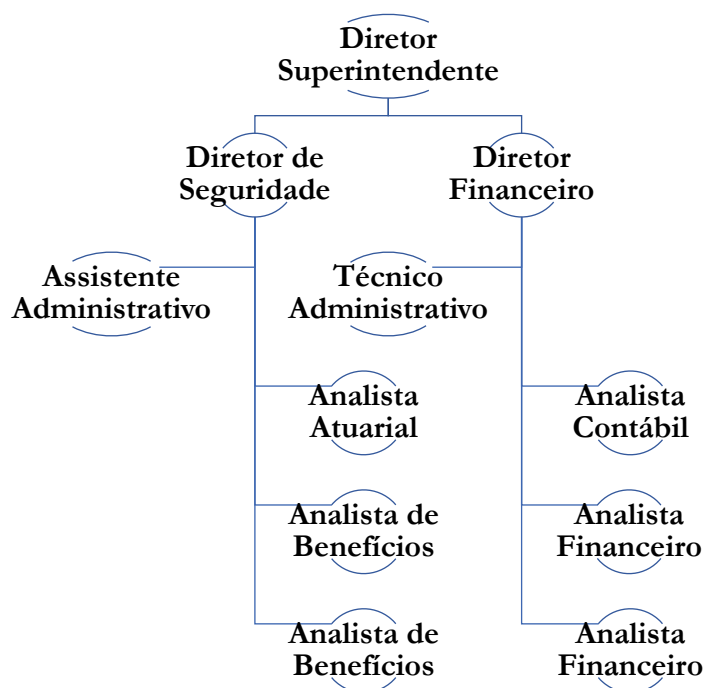 Diretor
Superintendente
Diretor de
Seguridade
Diretor
Financeiro
Assistente
Administrativo
Técnico
Administrativo
Analista
Atuarial
Analista
Contábil
Analista de
Benefícios
Analista
Financeiro
Analista de
Benefícios
Analista
Financeiro